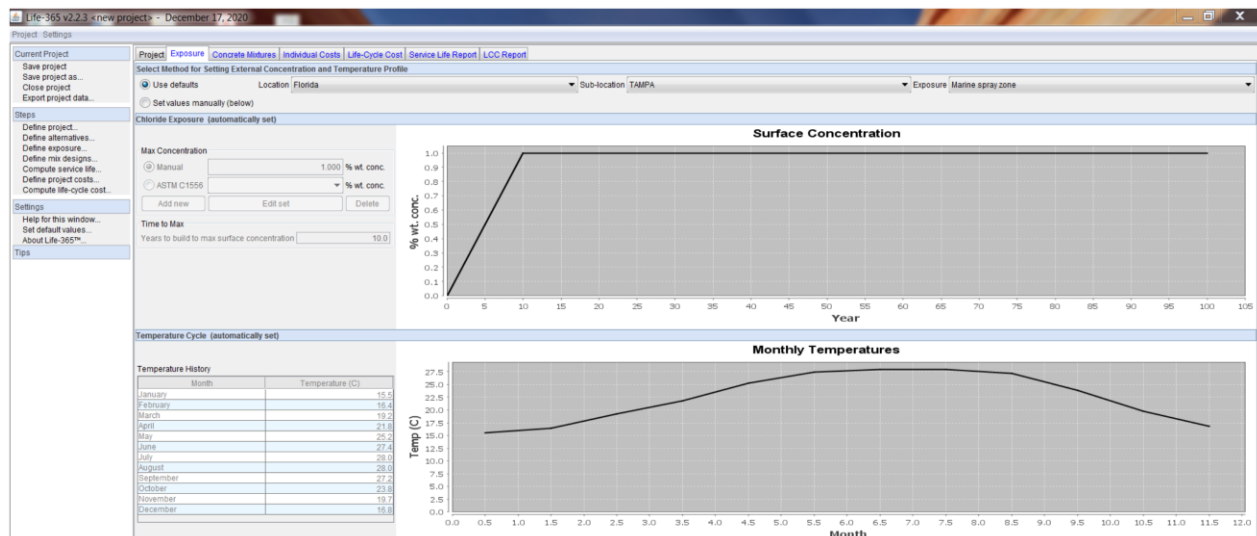 Life-365 v2.2.3 <new project> - December 17, 2020
Project Settings
Current Project
Save project
Save project as...
Close project
Export project data...
Steps
Define project...
Define alternatives...
Define exposure...
Define mix designs...
Compute service life...
Define project costs...
Compute life-cycle cost...
Settings
Help for this window...
Set default values...
About Life-365™...
Tips
Project Exposure Concrete Mixtures Individual Costs Life-Cycle Cost Service Life Report LCC Report
Select Method for Setting External Concentration and Temperature Profile
Use defaults Location Florida Sub-location TAMPA Exposure Marine spray zone
Set values manually (below)
Chloride Exposure (automatically set)
Max Concentration
Manual 1.000 % wt. conc.
ASTM C1556 % wt. conc.
Add new Edit set Delete
Time to Max
Years to build to max surface concentration 10.0
Surface Concentration
% wt. conc.
1.0
0.9
0.8
0.7
0.6
0.5
0.4
0.3
0.2
0.1
0.0
0 5 10 15 20 25 30 35 40 45 50 55 60 65 70 75 80 85 90 95 100 105
Year
Temperature Cycle (automatically set)
Temperature History
Month Temperature (C)
January 15.5
February 16.4
March 19.2
April 21.8
May 25.2
June 27.4
July 28.0
August 28.0
September 27.2
October 23.8
November 19.7
December 16.8
Monthly Temperatures
Temp (C)
27.5
25.0
22.5
20.0
17.5
15.0
12.5
10.0
7.5
5.0
2.5
0.0
0.0 0.5 1.0 1.5 2.0 2.5 3.0 3.5 4.0 4.5 5.0 5.5 6.0 6.5 7.0 7.5 8.0 8.5 9.0 9.5 10.0 10.5 11.0 11.5 12.0
Month